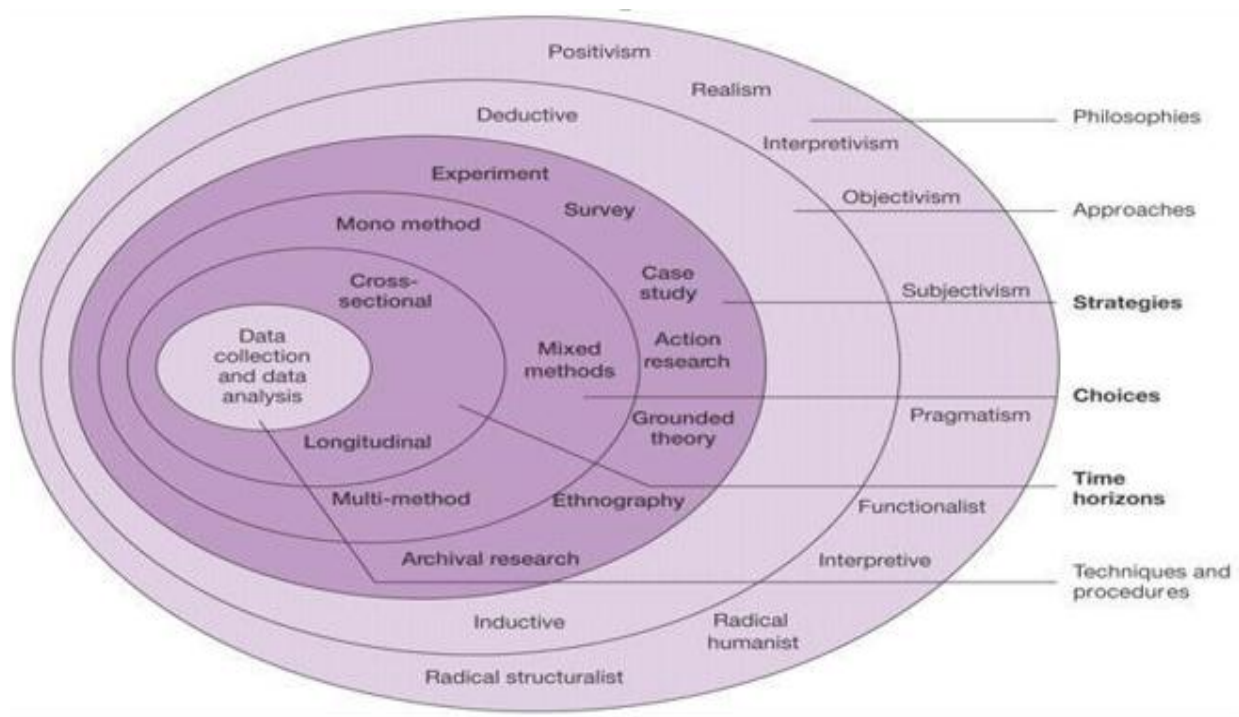 Positivism
Realism
Philosophies
Deductive
Interpretivism
Experiment
Objectivism
Survey
Approaches
Mono method
Case
study
Cross-
sectional
Subjectivism
Strategies
Data
collection
and data
analysis
Mixed
methods
Action
research
Choices
Pragmatism
Grounded
theory
Longitudinal
Time
horizons
Multi-method
Ethnography
Functionalist
Archival research
Interpretive
Techniques and
procedures
Inductive
Radical
humanist
Radical structuralist